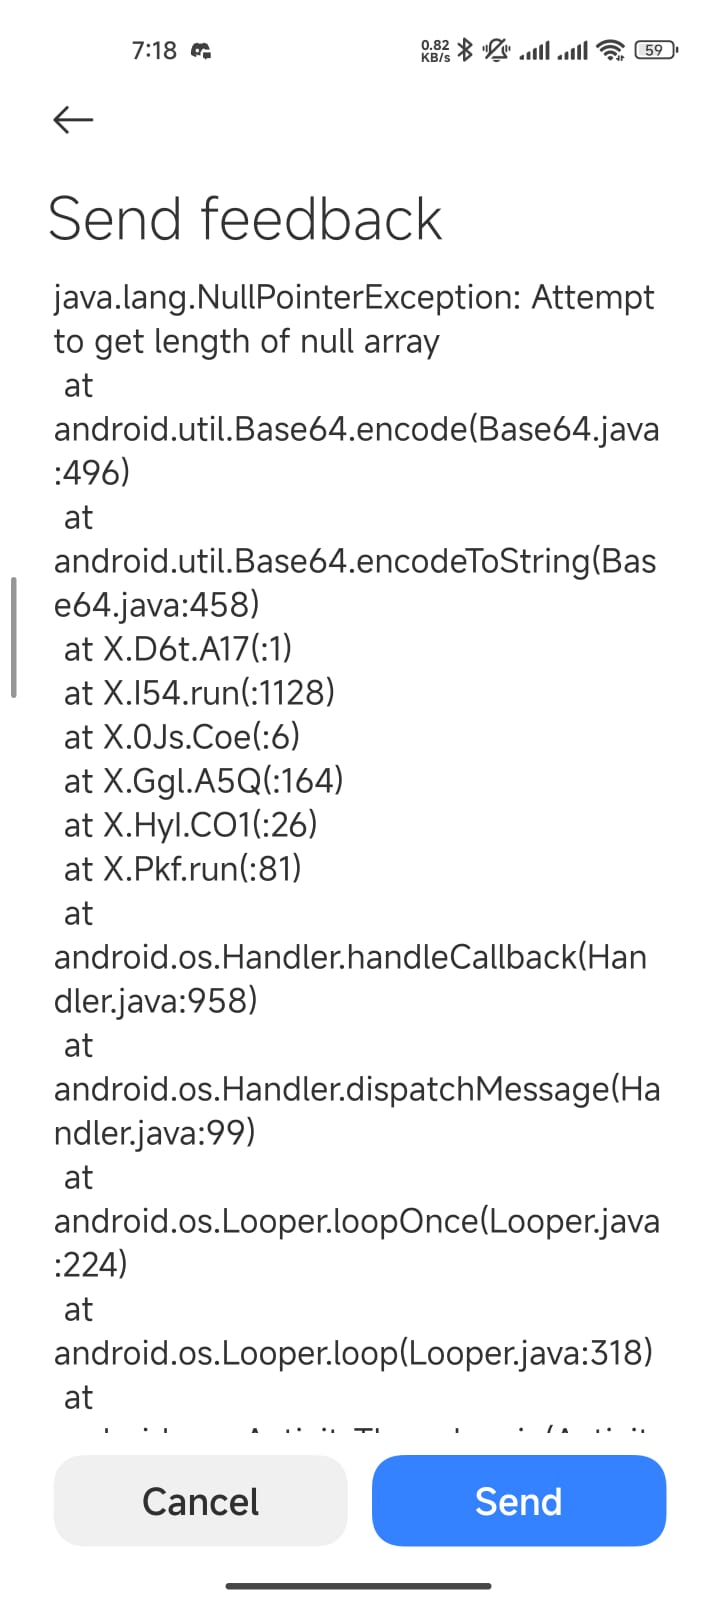 7:18
0.82
KB/s
59
Send feedback
java.lang.NullPointerException: Attempt
to get length of null array
at
android.util.Base64.encode(Base64.java
:496)
at
android.util.Base64.encodeToString(Bas
e64.java:458)
at X.D6t.A17(:1)
at X.I54.run(:1128)
at X.0Js.Coe(:6)
at X.Ggl.A5Q(:164)
at X.Hyl.CO1(:26)
at X.Pkf.run(:81)
at
android.os.Handler.handleCallback(Han
dler.java:958)
at
android.os.Handler.dispatchMessage(Ha
ndler.java:99)
at
android.os.Looper.loopOnce(Looper.java
:224)
at
android.os.Looper.loop(Looper.java:318)
at
Cancel
Send